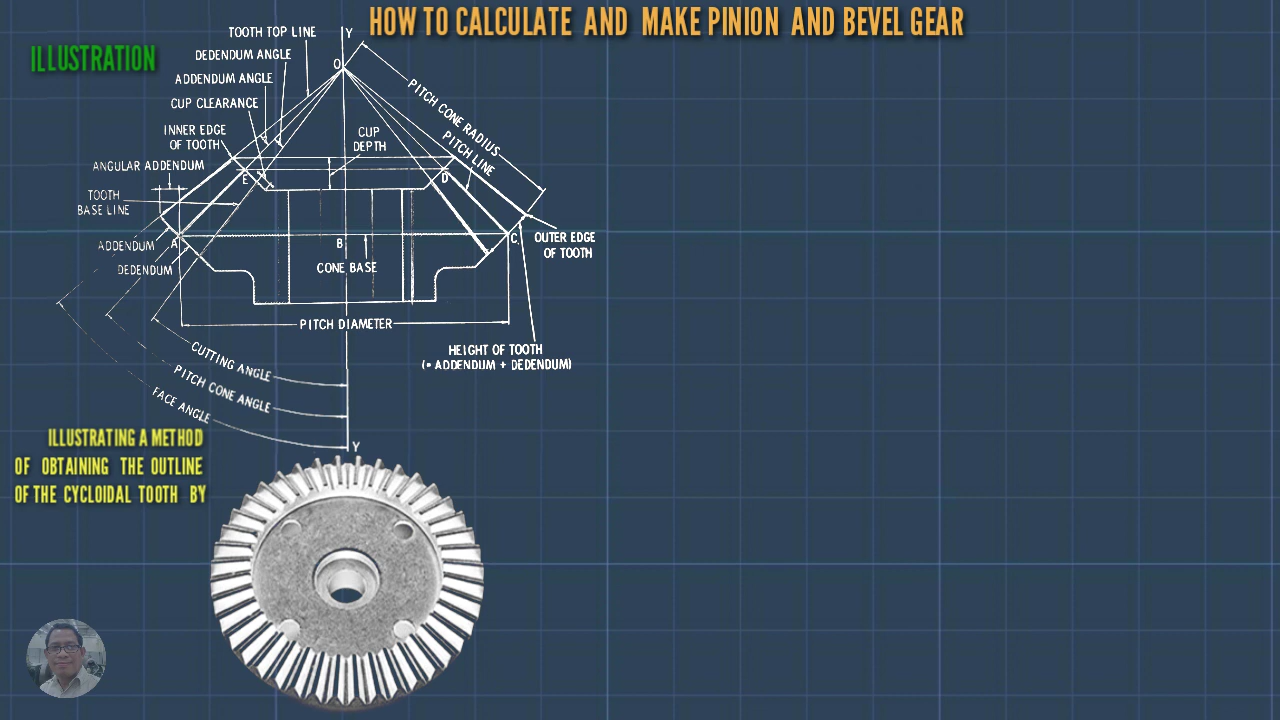 HOW TO CALCULATE AND MAKE PINION AND BEVEL GEAR
ILLUSTRATION
TOOTH TOP LINE
Y
DEDENDUM ANGLE
O
ADDENDUM ANGLE
CUP CLEARANCE
PITCH CONE RADIUS
INNER EDGE
OF TOOTH
CUP
DEPTH
PITCH LINE
ANGULAR ADDENDUM
E
D
TOOTH
BASE LINE
ADDENDUM
A
B
C
OUTER EDGE
OF TOOTH
DEDENDUM
CONE BASE
PITCH DIAMETER
HEIGHT OF TOOTH
(= ADDENDUM + DEDENDUM)
CUTTING ANGLE
PITCH CONE ANGLE
FACE ANGLE
Y
ILLUSTRATING A METHOD
OF OBTAINING THE OUTLINE
OF THE CYCLOIDAL TOOTH BY